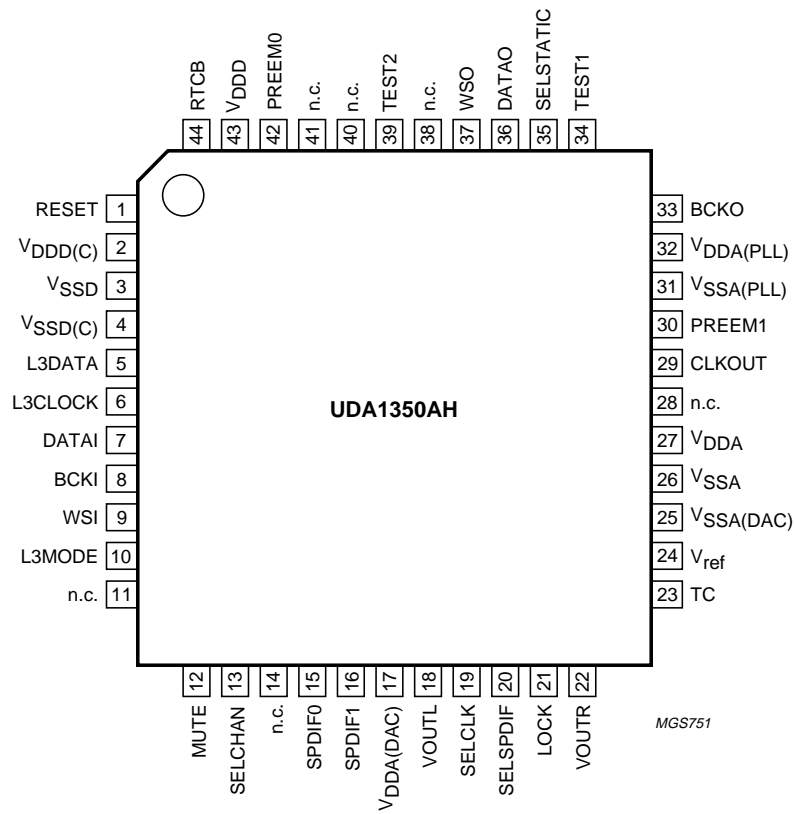 RTCB
VDDD
PREEM0
n.c.
n.c.
TEST2
n.c.
WSO
DATAO
SELSTATIC
TEST1
44 43 42 41 40 39 38 37 36 35 34
RESET 1
VDDD(C) 2
VSSD 3
VSSD(C) 4
L3DATA 5
L3CLOCK 6
DATAI 7
BCKI 8
WSI 9
L3MODE 10
n.c. 11
UDA1350AH
33 BCKO
32 VDDA(PLL)
31 VSSA(PLL)
30 PREEM1
29 CLKOUT
28 n.c.
27 VDDA
26 VSSA
25 VSSA(DAC)
24 Vref
23 TC
12 13 14 15 16 17 18 19 20 21 22
MUTE
SELCHAN
n.c.
SPDIF0
SPDIF1
VDDA(DAC)
VOUTL
SELCLK
SELSPDIF
LOCK
VOUTR
MGS751